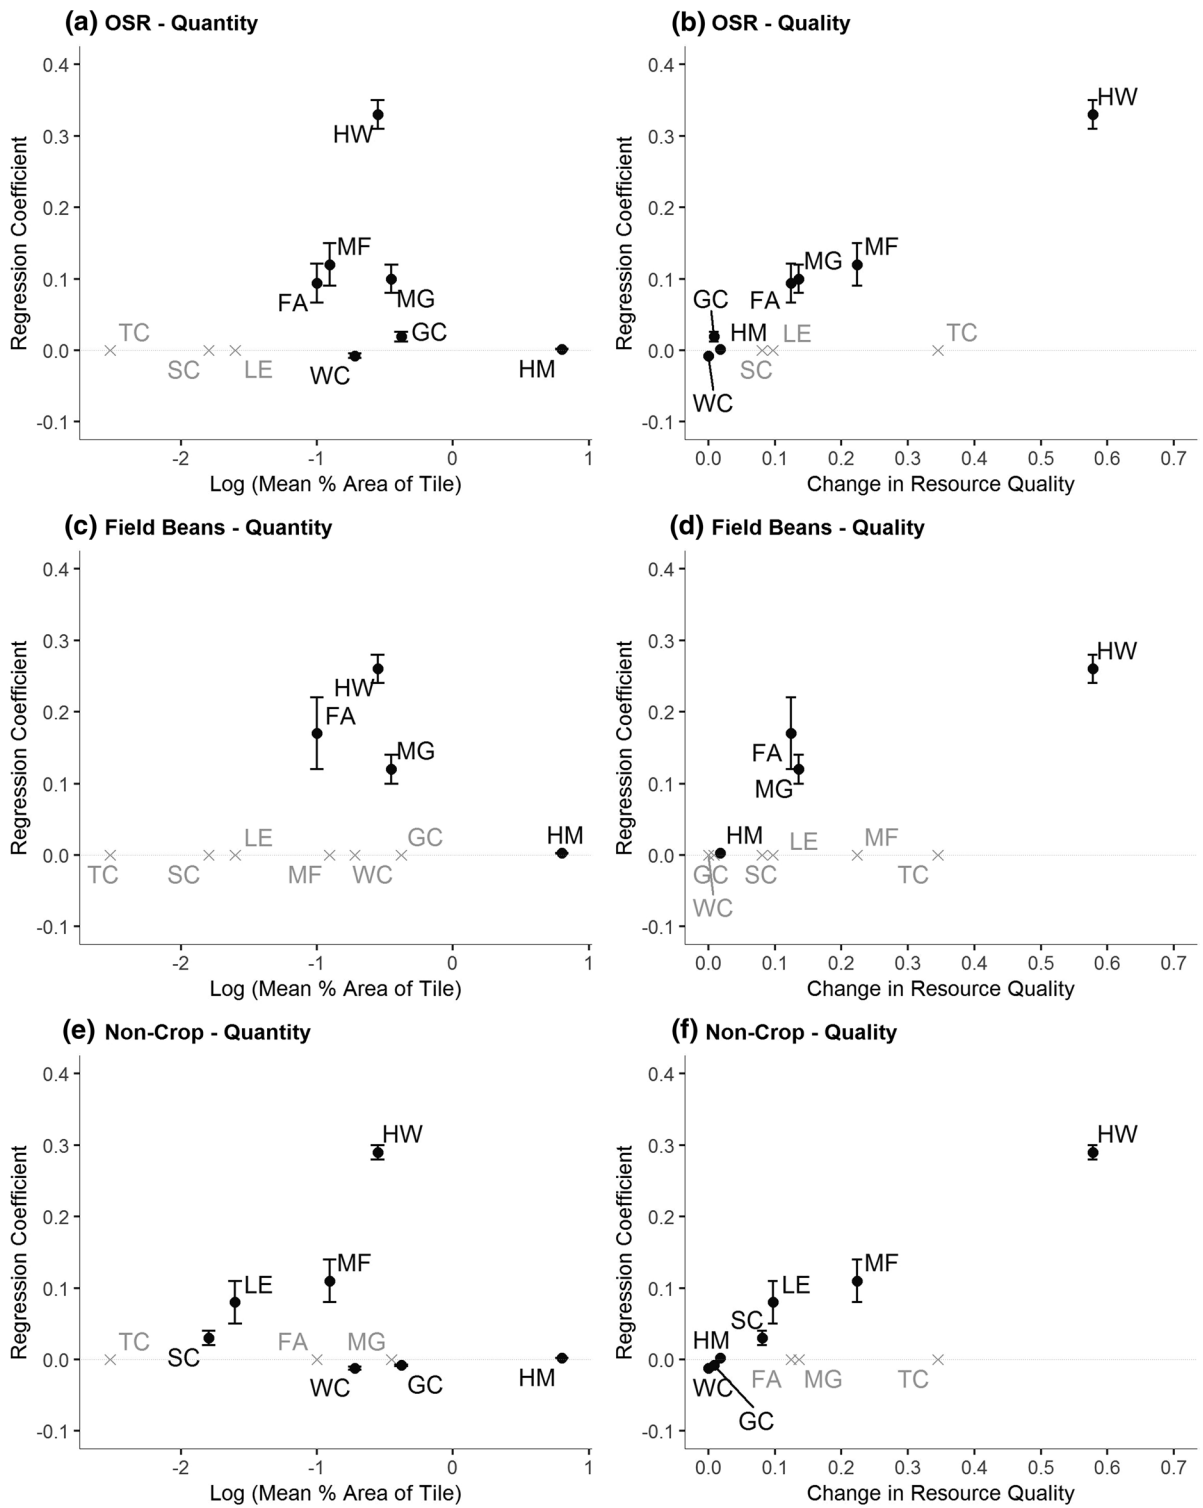 (a) OSR - Quantity
Regression Coefficient
0.4
0.3
0.2
0.1
0.0
-0.1
HW
MF
FA
MG
TC
GC
SC
LE
WC
HM
-2
-1
0
1
Log (Mean % Area of Tile)
(b) OSR - Quality
Regression Coefficient
0.4
0.3
0.2
0.1
0.0
-0.1
HW
MF
MG
GC
FA
HM
LE
TC
SC
WC
0.0
0.1
0.2
0.3
0.4
0.5
0.6
0.7
Change in Resource Quality
(c) Field Beans - Quantity
Regression Coefficient
0.4
0.3
0.2
0.1
0.0
-0.1
HW
FA
MG
LE
GC
HM
TC
SC
MF
WC
-2
-1
0
1
Log (Mean % Area of Tile)
(d) Field Beans - Quality
Regression Coefficient
0.4
0.3
0.2
0.1
0.0
-0.1
HW
FA
MG
HM
LE
MF
GC
SC
TC
WC
0.0
0.1
0.2
0.3
0.4
0.5
0.6
0.7
Change in Resource Quality
(e) Non-Crop - Quantity
Regression Coefficient
0.4
0.3
0.2
0.1
0.0
-0.1
HW
MF
LE
TC
FA
MG
SC
WC
GC
HM
-2
-1
0
1
Log (Mean % Area of Tile)
(f) Non-Crop - Quality
Regression Coefficient
0.4
0.3
0.2
0.1
0.0
-0.1
HW
MF
LE
SC
HM
WC
FA
MG
TC
GC
0.0
0.1
0.2
0.3
0.4
0.5
0.6
0.7
Change in Resource Quality